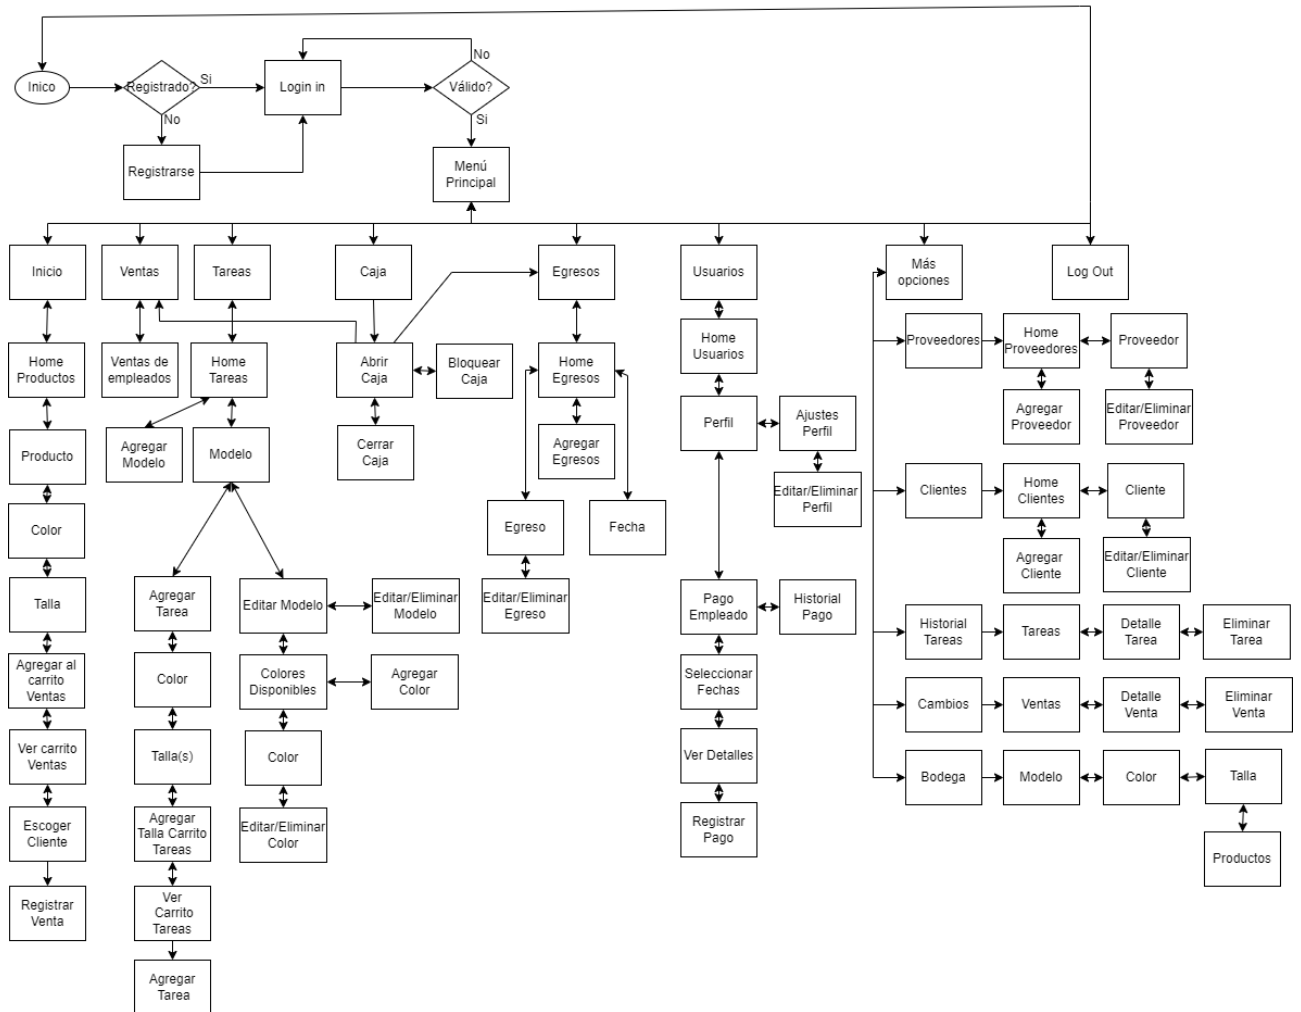 No
Inico
Registrado?
Si
Login in
Válido?
No
Si
Registrarse
Menú
Principal
Inicio
Ventas
Tareas
Caja
Egresos
Usuarios
Más
opciones
Log Out
Home
Productos
Ventas de
empleados
Home
Tareas
Abrir
Caja
Bloquear
Caja
Home
Egresos
Home
Usuarios
Proveedores
Home
Proveedores
Proveedor
Agregar
Proveedor
Editar/Eliminar
Proveedor
Producto
Agregar
Modelo
Modelo
Cerrar
Caja
Agregar
Egresos
Perfil
Ajustes
Perfil
Editar/Eliminar
Perfil
Clientes
Home
Clientes
Cliente
Agregar
Cliente
Editar/Eliminar
Cliente
Color
Egreso
Fecha
Talla
Agregar
Tarea
Editar Modelo
Editar/Eliminar
Modelo
Editar/Eliminar
Egreso
Pago
Empleado
Historial
Pago
Historial
Tareas
Tareas
Detalle
Tarea
Eliminar
Tarea
Agregar al
carrito
Ventas
Color
Colores
Disponibles
Agregar
Color
Seleccionar
Fechas
Cambios
Ventas
Detalle
Venta
Eliminar
Venta
Ver carrito
Ventas
Talla(s)
Color
Ver Detalles
Bodega
Modelo
Color
Talla
Escoger
Cliente
Agregar
Talla Carrito
Tareas
Editar/Eliminar
Color
Registrar
Pago
Productos
Registrar
Venta
Ver
Carrito
Tareas
Agregar
Tarea